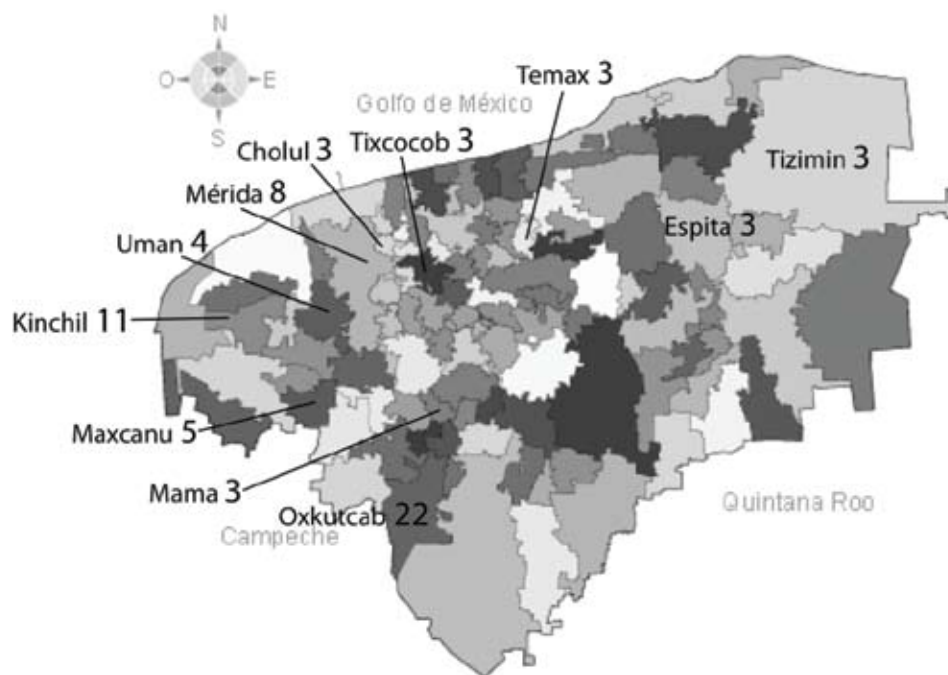 N
O E
S
Golfo de México
Temax 3
Tixcocob 3
Cholul 3
Mérida 8
Tizimin 3
Espita 3
Uman 4
Kinchil 11
Maxcanu 5
Mama 3
Oxkutcab 22
Campeche
Quintana Roo